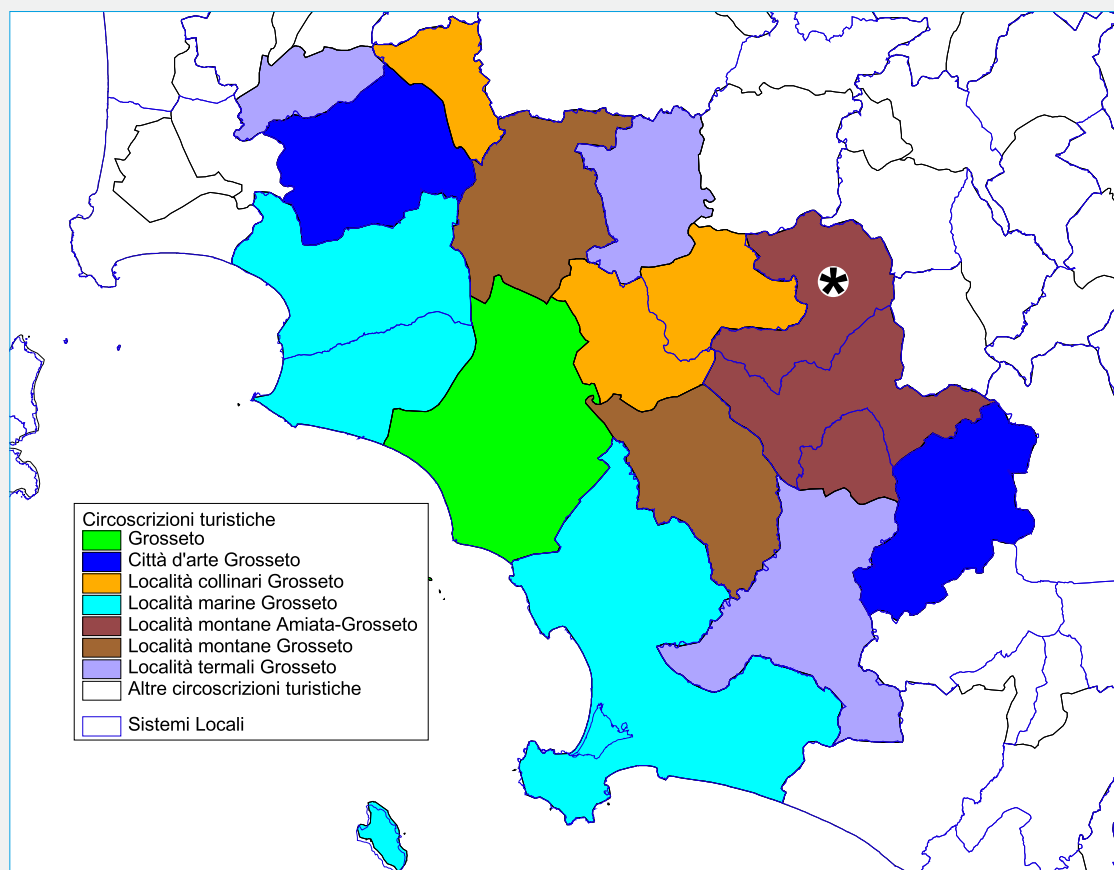 Circoscrizioni turistiche
Grosseto
Città d'arte Grosseto
Località collinari Grosseto
Località marine Grosseto
Località montane Amiata-Grosseto
Località montane Grosseto
Località termali Grosseto
Altre circoscrizioni turistiche
Sistemi Locali
*